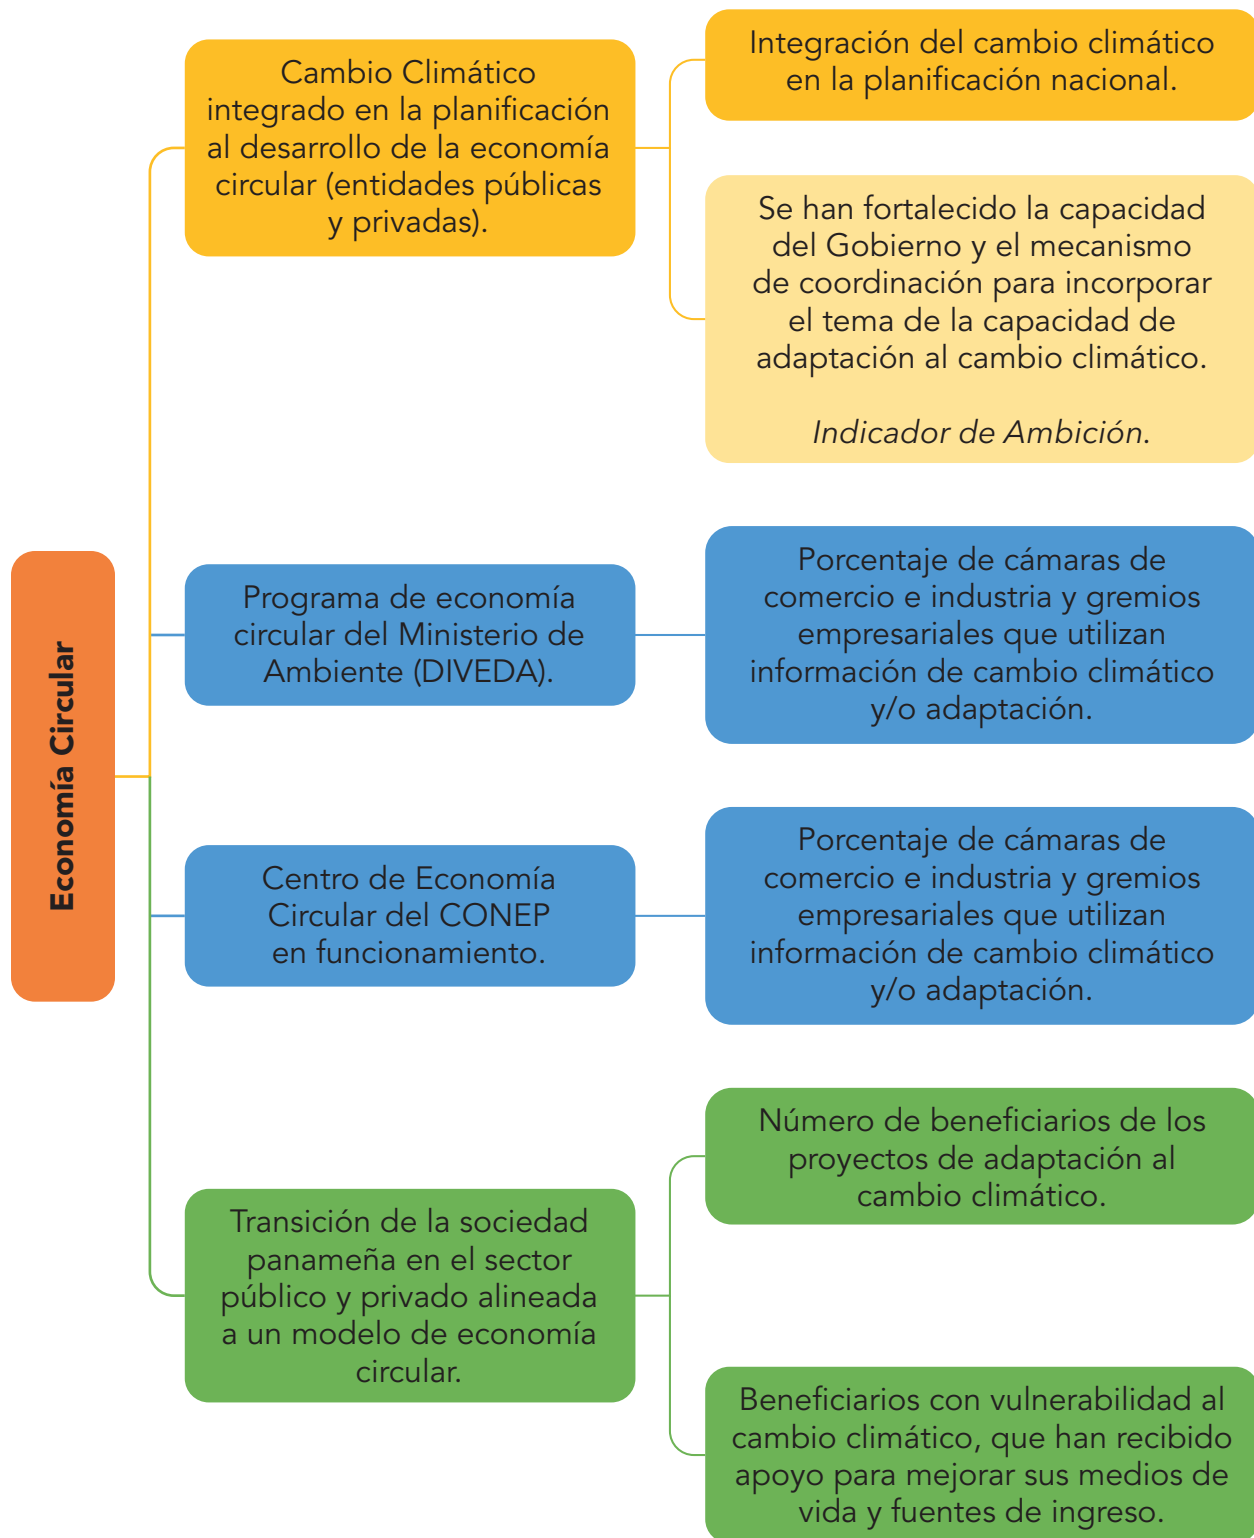 Economía Circular
Cambio Climático
integrado en la planificación
al desarrollo de la economía
circular (entidades públicas
y privadas).
Integración del cambio climático
en la planificación nacional.
Se han fortalecido la capacidad
del Gobierno y el mecanismo
de coordinación para incorporar
el tema de la capacidad de
adaptación al cambio climático.
Indicador de Ambición.
Programa de economía
circular del Ministerio de
Ambiente (DIVEDA).
Porcentaje de cámaras de
comercio e industria y gremios
empresariales que utilizan
información de cambio climático
y/o adaptación.
Centro de Economía
Circular del CONEP
en funcionamiento.
Porcentaje de cámaras de
comercio e industria y gremios
empresariales que utilizan
información de cambio climático
y/o adaptación.
Transición de la sociedad
panameña en el sector
público y privado alineada
a un modelo de economía
circular.
Número de beneficiarios de los
proyectos de adaptación al
cambio climático.
Beneficiarios con vulnerabilidad al
cambio climático, que han recibido
apoyo para mejorar sus medios de
vida y fuentes de ingreso.